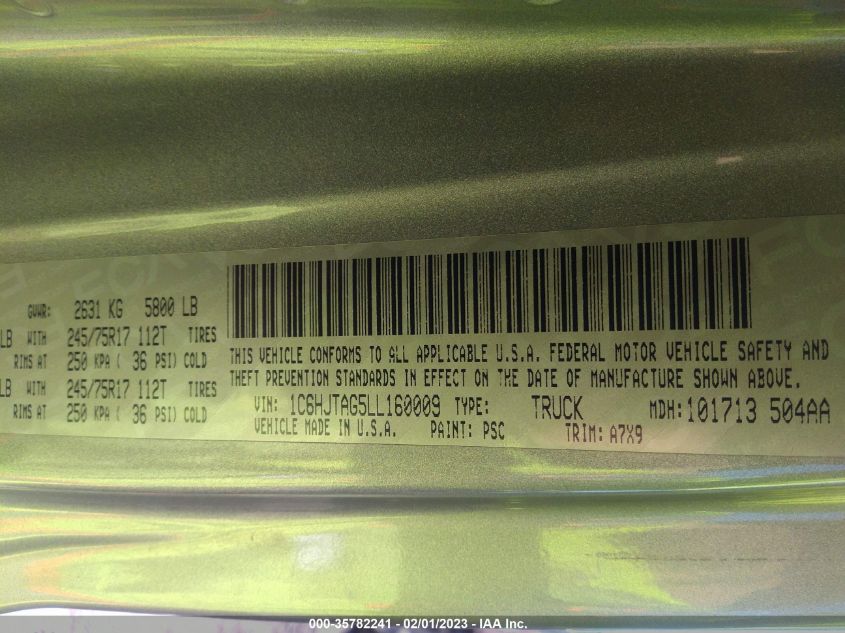 GVWR: 2631 KG 5800 LB
LB WITH 245/75R17 112T TIRES
RIMS AT 250 KPA ( 36 PSI) COLD
LB WITH 245/75R17 112T TIRES
RIMS AT 250 KPA ( 36 PSI) COLD
THIS VEHICLE CONFORMS TO ALL APPLICABLE U.S.A. FEDERAL MOTOR VEHICLE SAFETY AND
THEFT PREVENTION STANDARDS IN EFFECT ON THE DATE OF MANUFACTURE SHOWN ABOVE.
VIN: 1C6HJTAG5LL160009 TYPE: TRUCK MDH:101713 504AA
VEHICLE MADE IN U.S.A. PAINT: PSC TRIM: A7X9
000-35782241 - 02/01/2023 - IAA Inc.